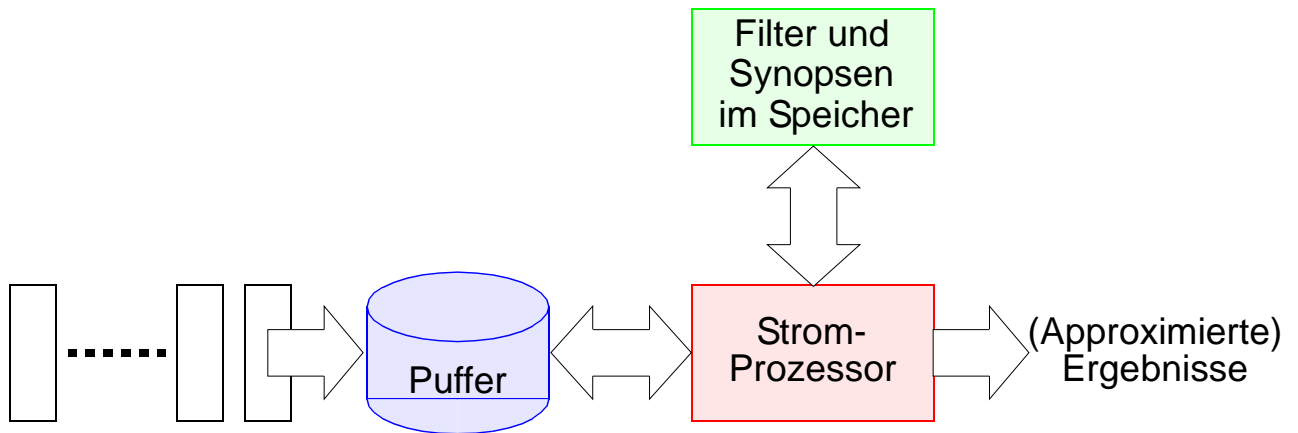 Filter und
Synopsen
im Speicher
Puffer
Strom-
Prozessor
(Approximierte)
Ergebnisse